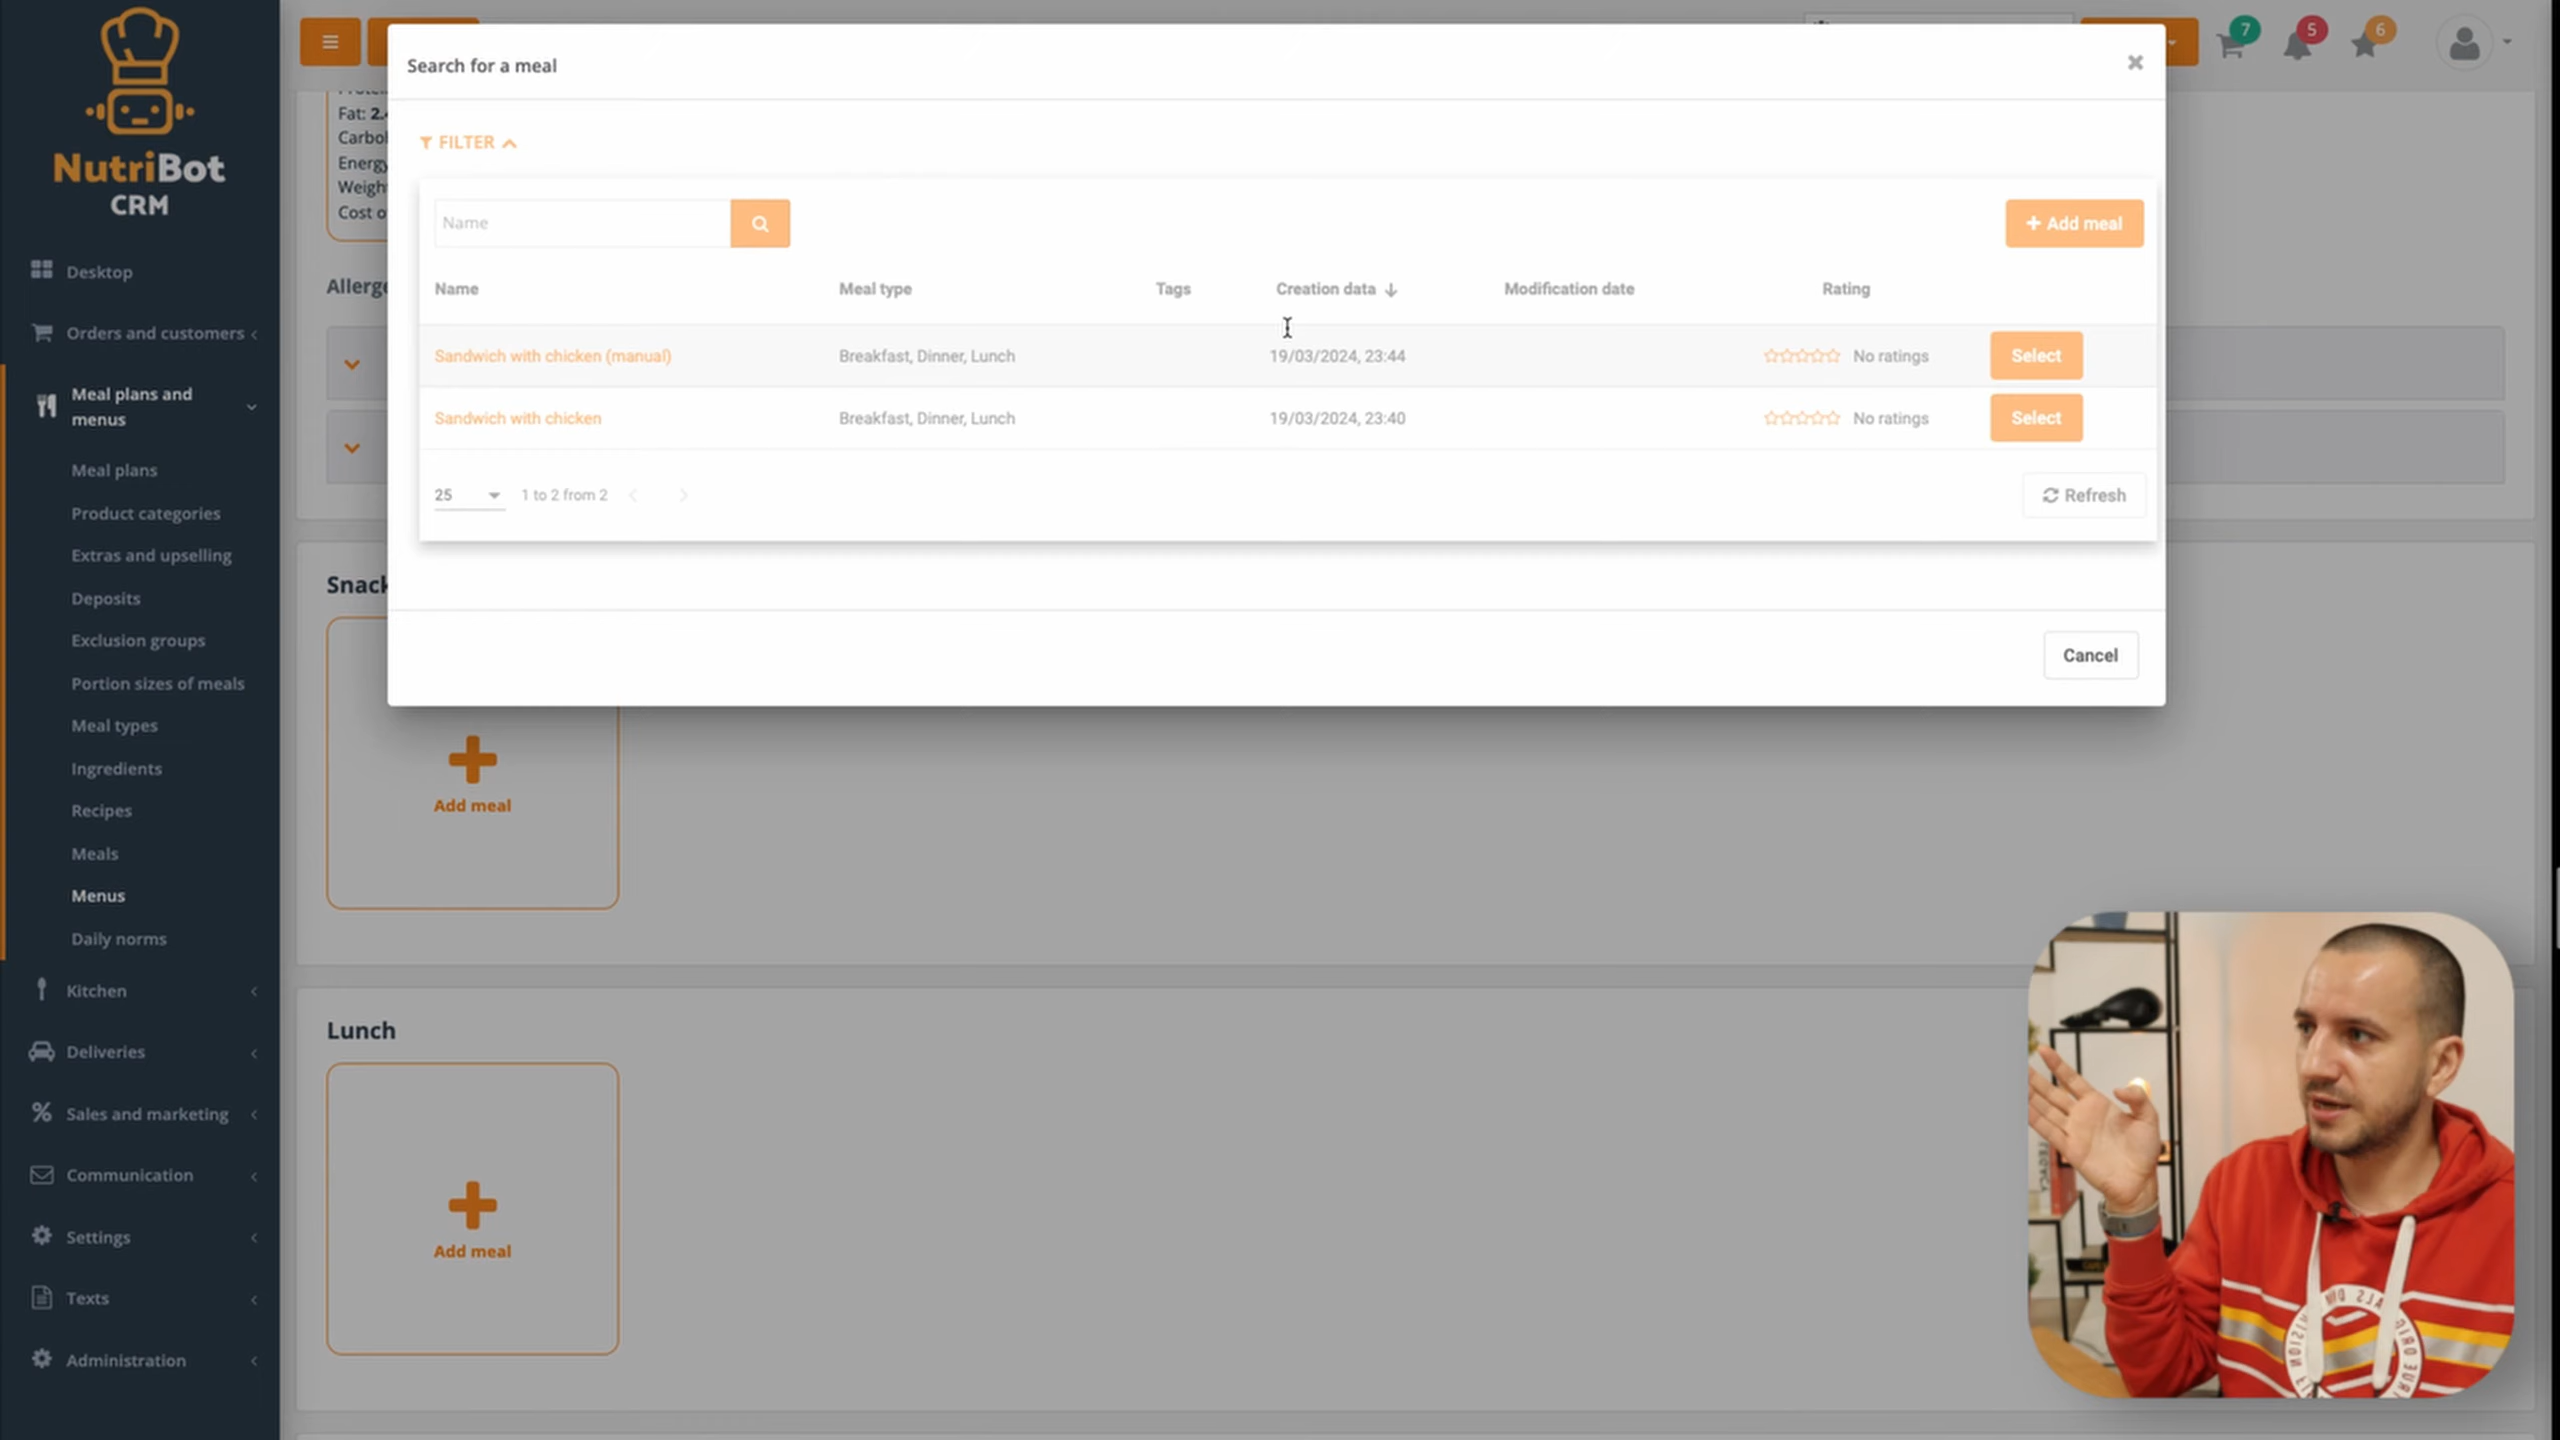 NutriBot
CRM
Desktop
Orders and customers
Meal plans and
menus
Meal plans
Product categories
Extras and upselling
Deposits
Exclusion groups
Portion sizes of meals
Meal types
Ingredients
Recipes
Meals
Menus
Daily norms
Kitchen
Deliveries
Sales and marketing
Communication
Settings
Texts
Administration
7
5
6
Fat: 2.
Search for a meal
FILTER
Name
+ Add meal
Name Meal type Tags Creation data Modification date Rating
Sandwich with chicken (manual) Breakfast, Dinner, Lunch 19/03/2024, 23:44 No ratings Select
Sandwich with chicken Breakfast, Dinner, Lunch 19/03/2024, 23:40 No ratings Select
25 1 to 2 from 2 Refresh
Cancel
Add meal
Lunch
Add meal